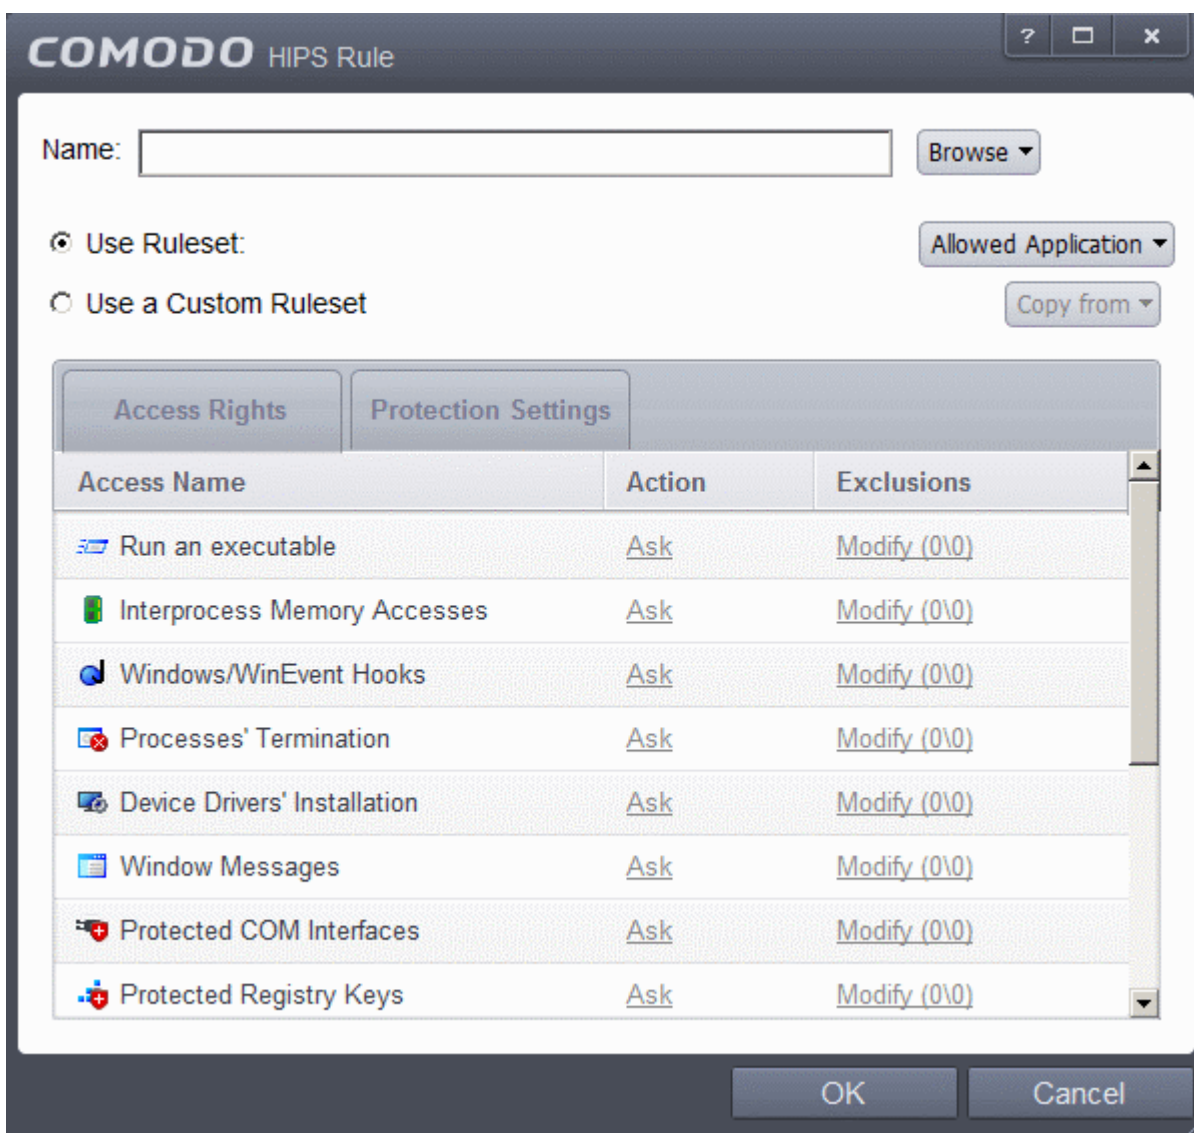 COMODO HIPS Rule
?
Name: Browse
Use Ruleset: Allowed Application
Use a Custom Ruleset Copy from
Access Rights Protection Settings
Access Name Action Exclusions
Run an executable Ask Modify (0\0)
Interprocess Memory Accesses Ask Modify (0\0)
Windows/WinEvent Hooks Ask Modify (0\0)
Processes' Termination Ask Modify (0\0)
Device Drivers' Installation Ask Modify (0\0)
Window Messages Ask Modify (0\0)
Protected COM Interfaces Ask Modify (0\0)
Protected Registry Keys Ask Modify (0\0)
OK Cancel